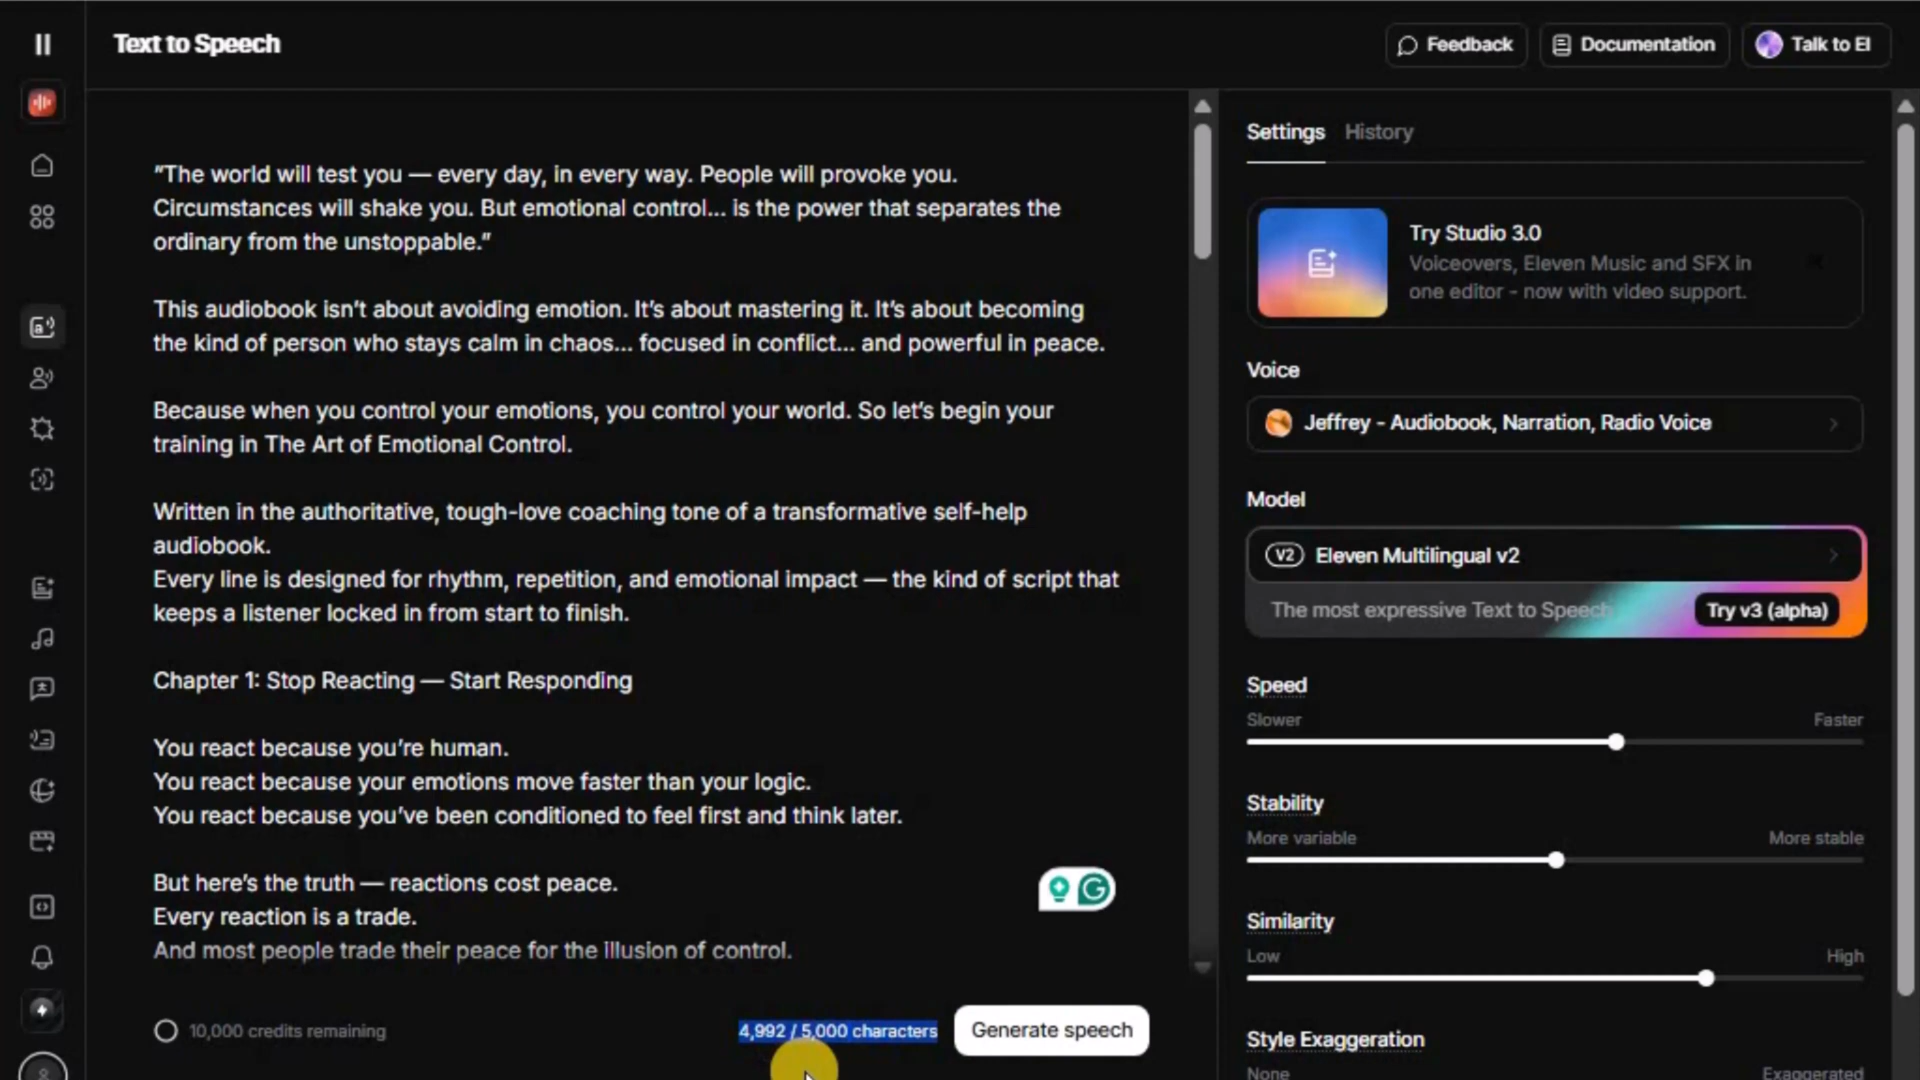 Text to Speech
Feedback
Documentation
Talk to El
“The world will test you — every day, in every way. People will provoke you.
Circumstances will shake you. But emotional control... is the power that separates the
ordinary from the unstoppable.”
This audiobook isn’t about avoiding emotion. It’s about mastering it. It’s about becoming
the kind of person who stays calm in chaos... focused in conflict... and powerful in peace.
Because when you control your emotions, you control your world. So let’s begin your
training in The Art of Emotional Control.
Written in the authoritative, tough-love coaching tone of a transformative self-help
audiobook.
Every line is designed for rhythm, repetition, and emotional impact — the kind of script that
keeps a listener locked in from start to finish.
Chapter 1: Stop Reacting — Start Responding
You react because you’re human.
You react because your emotions move faster than your logic.
You react because you’ve been conditioned to feel first and think later.
But here’s the truth — reactions cost peace.
Every reaction is a trade.
And most people trade their peace for the illusion of control.
10,000 credits remaining
4,992 / 5,000 characters
Generate speech
Settings
History
Try Studio 3.0
Voiceovers, Eleven Music and SFX in
one editor - now with video support.
Voice
Jeffrey - Audiobook, Narration, Radio Voice
Model
V2 Eleven Multilingual v2
The most expressive Text to Speech
Try v3 (alpha)
Speed
Slower
Faster
Stability
More variable
More stable
Similarity
Low
High
Style Exaggeration
None
Exaggerated